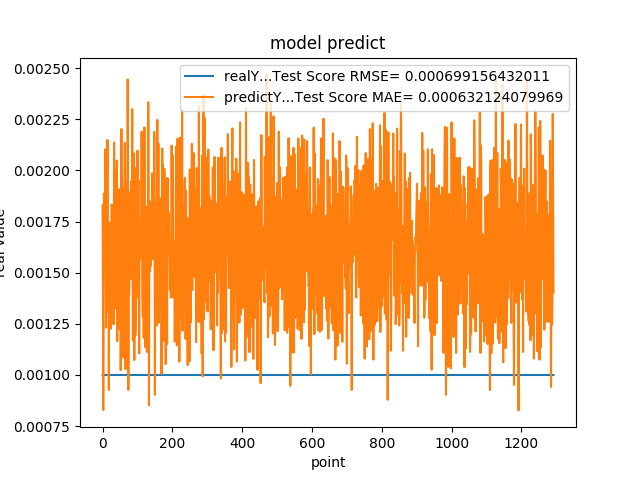 model predict
realY...Test Score RMSE= 0.000699156432011
predictY...Test Score MAE= 0.000632124079969
0.00250
0.00225
0.00200
0.00175
0.00150
0.00125
0.00100
0.00075
value
0 200 400 600 800 1000 1200
point